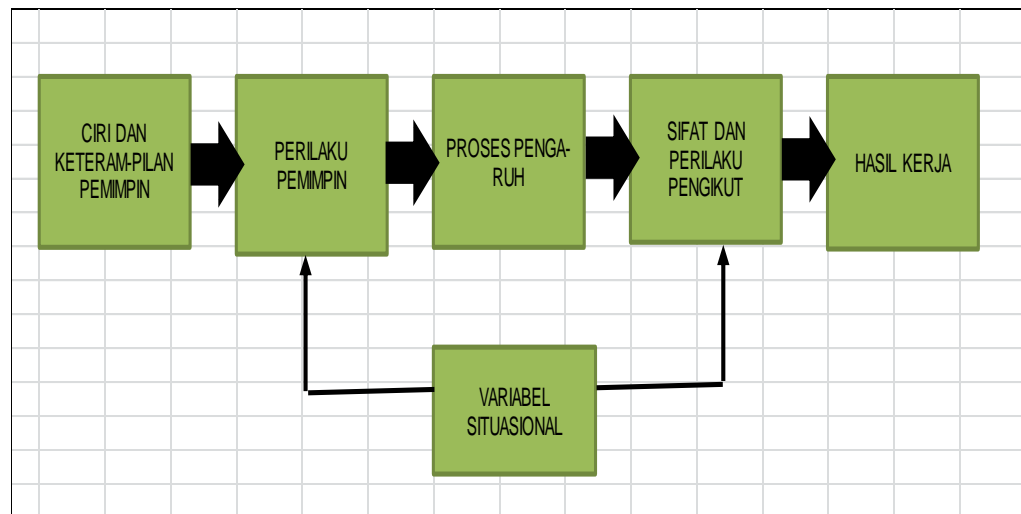 CIRI DAN
KETERAM-PILAN
PEMIMPIN
PERILAKU
PEMIMPIN
PROSES PENGA-
RUH
SIFAT DAN
PERILAKU
PENGIKUT
HASIL KERJA
VARIABEL
SITUASIONAL